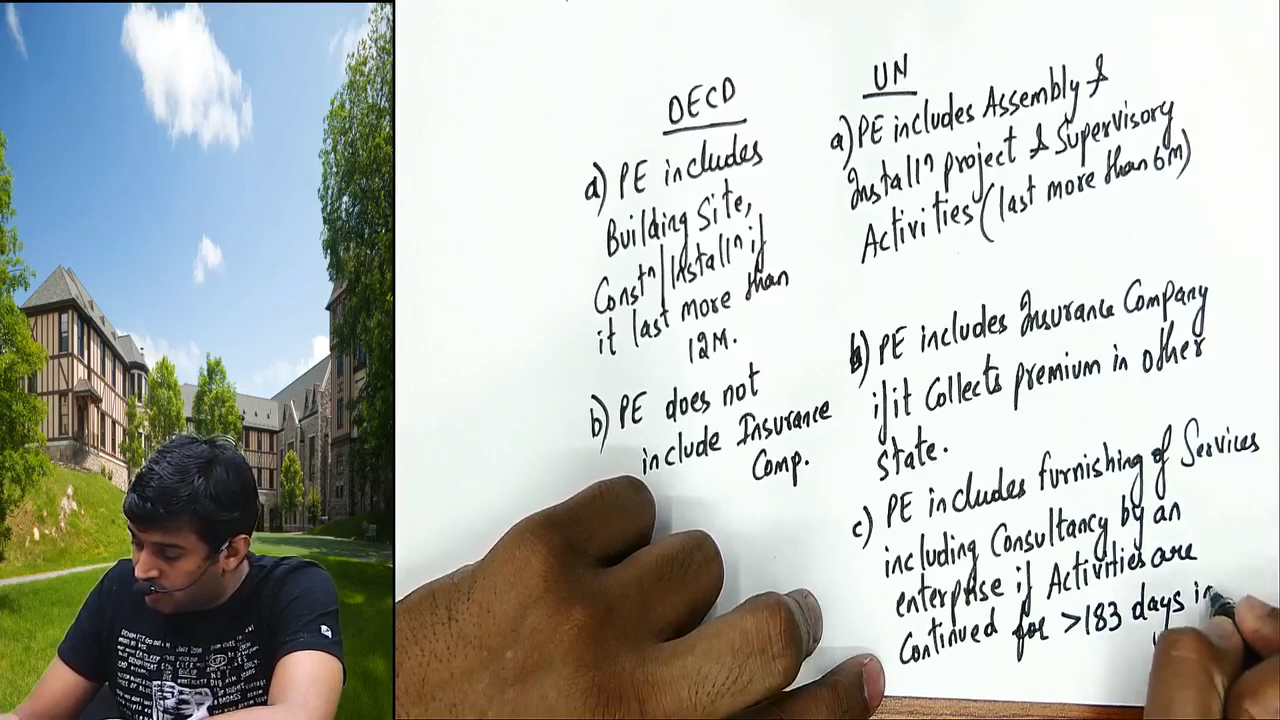 OECD
a) PE includes
Building Site,
Constⁿ/Installⁿ if
it last more than
12M.
b) PE does not
include Insurance
Comp.
UN
a) PE includes Assembly &
Installⁿ project & Supervisory
Activities (last more than 6M)
b) PE includes Insurance Company
if it Collects premium in other
state.
c) PE includes furnishing of Services
including Consultancy by an
enterprise if Activities are
Continued for >183 days in